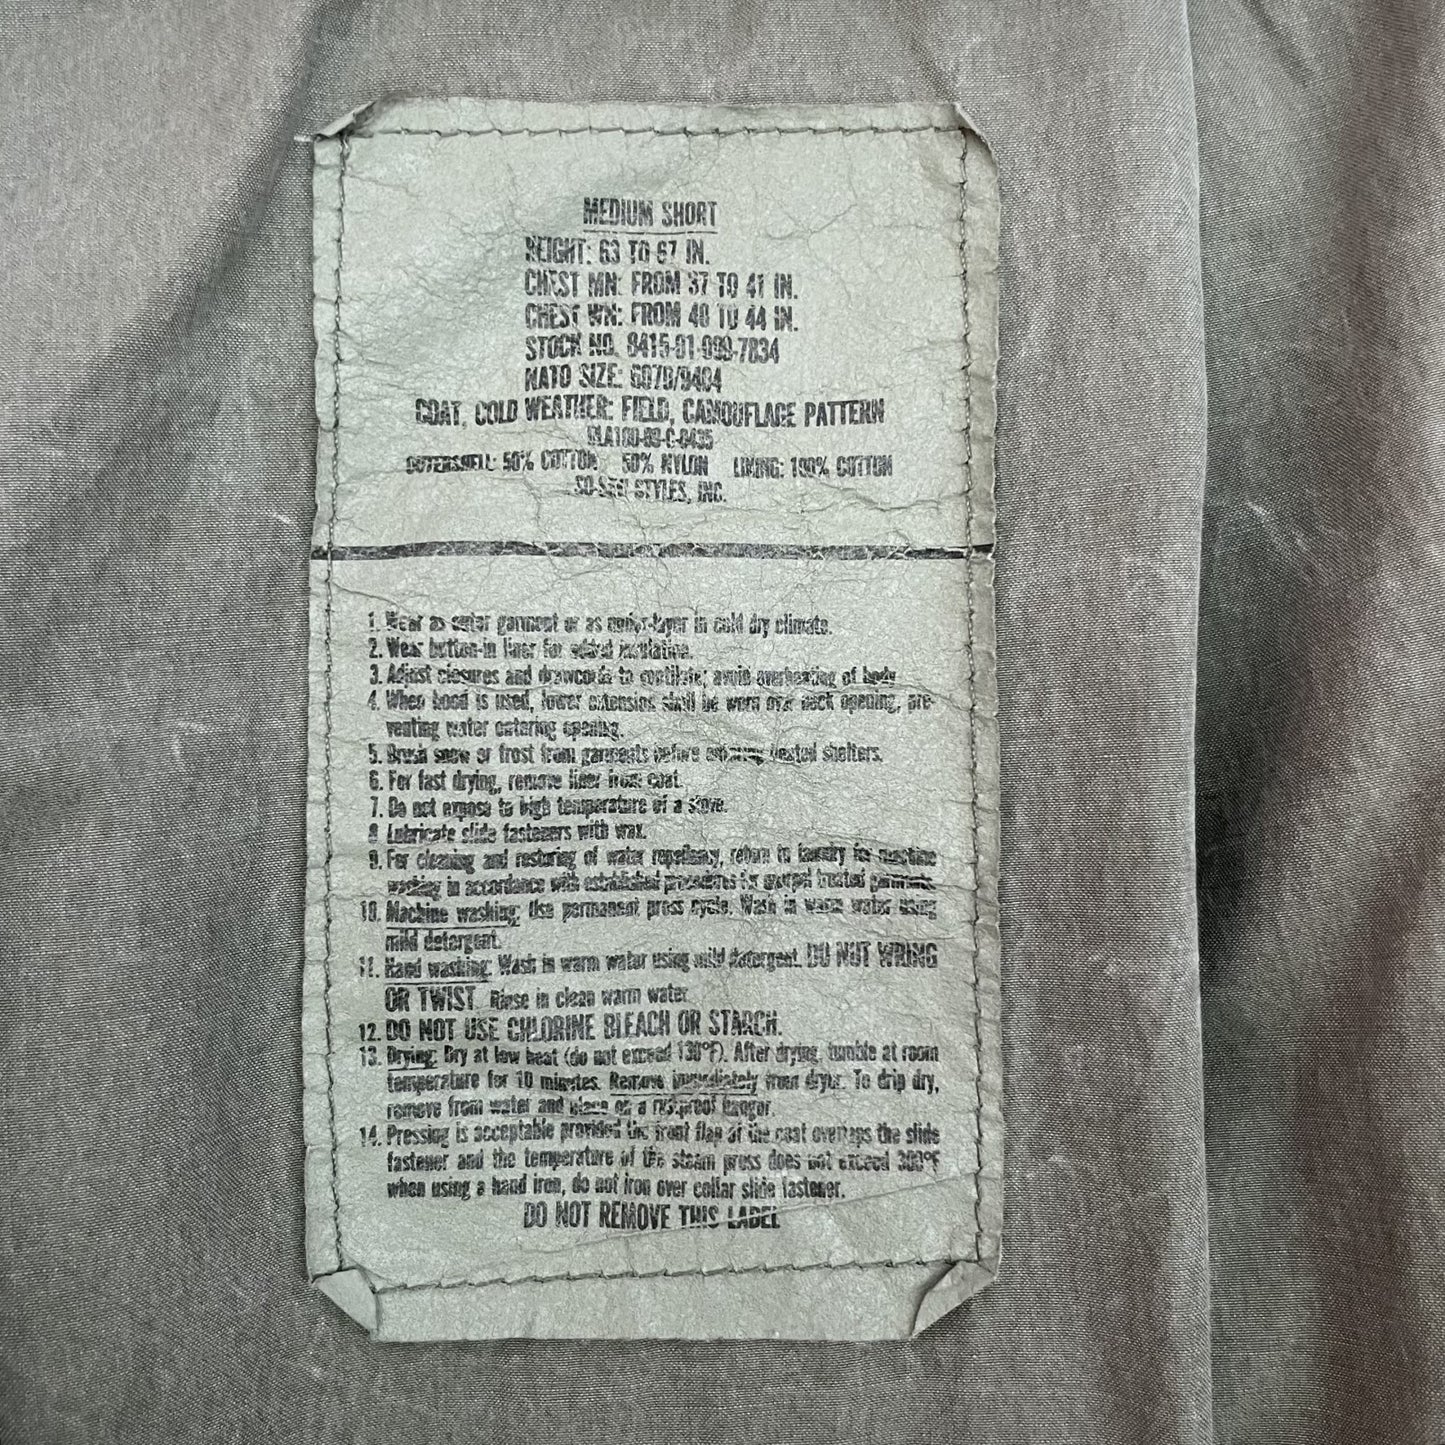 MEDIUM SHORT
HEIGHT: 63 TO 67 IN.
CHEST MN: FROM 37 TO 41 IN.
CHEST WN: FROM 40 TO 44 IN.
STOCK NO. 8415-01-099-7834
NATO SIZE: 6070/9404
COAT, COLD WEATHER: FIELD, CAMOUFLAGE PATTERN
DLA100-89-C-0435
OUTERSHELL: 50% COTTON 50% NYLON LINING: 100% COTTON
SO-SEW STYLES, INC.
1. Wear as outer garment or as under-layer in cold dry climate.
2. Wear button-in liner for added insulation.
3. Adjust closures and drawcords to ventilate; avoid overheating of body
4. When hood is used, lower extension shall be worn over neck opening, pre-
venting water entering opening.
5. Brush snow or frost from garments before entering heated shelters.
6. For fast drying, remove liner from coat.
7. Do not expose to high temperature of a stove.
8 Lubricate slide fasteners with wax.
9. For cleaning and restoring of water repellency, return to laundry for machine
washing in accordance with established procedures for quarpel treated garments.
10. Machine washing: Use permanent press cycle. Wash in warm water using
mild detergent.
11. Hand washing: Wash in warm water using mild detergent. DO NOT WRING
OR TWIST. Rinse in clean warm water
12. DO NOT USE CHLORINE BLEACH OR STARCH.
13. Drying: Dry at low heat (do not exceed 130°F). After drying, tumble at room
temperature for 10 minutes. Remove immediately from dryer. To drip dry,
remove from water and place on a rustproof hanger.
14. Pressing is acceptable provided the front flap of the coat overlaps the slide
fastener and the temperature of the steam press does not exceed 300°F
when using a hand iron, do not iron over collar slide fastener.
DO NOT REMOVE THIS LABEL